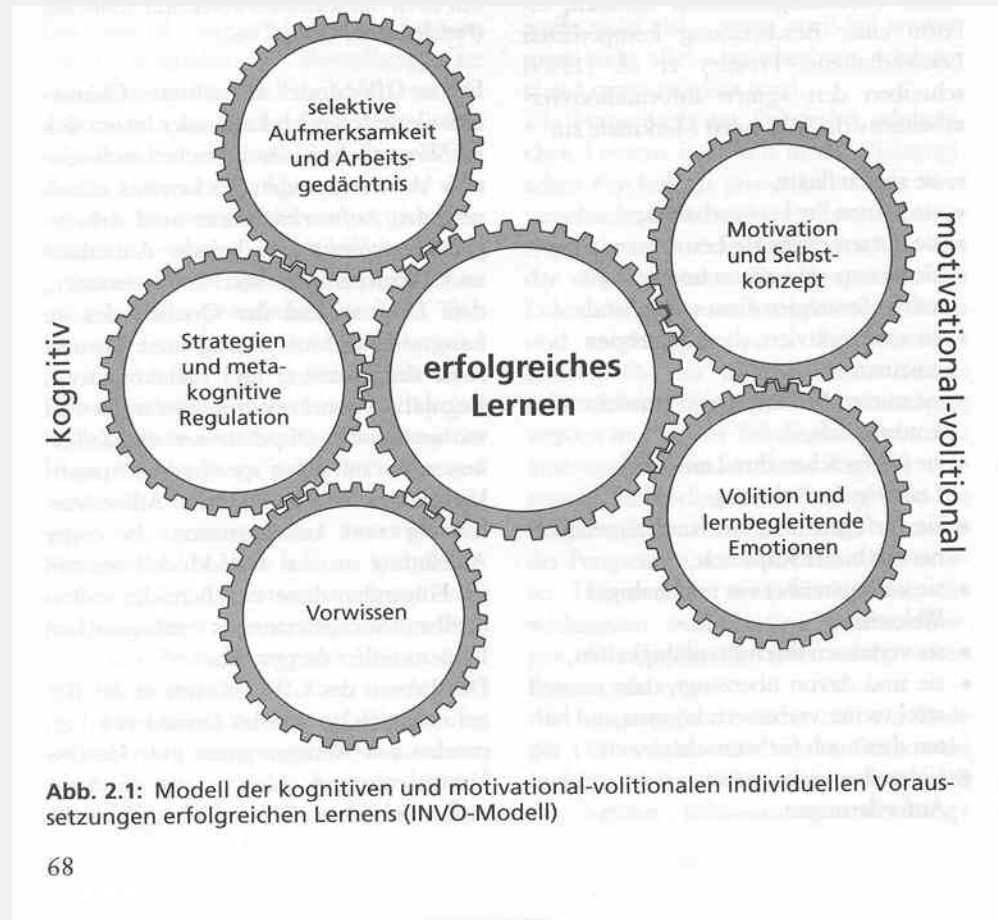 selektive
Aufmerksamkeit
und Arbeits-
gedächtnis
Motivation
und Selbst-
konzept
Kognitiv
Strategien
und meta-
kognitive
Regulation
erfolgreiches
Lernen
motivational-volitional
Volition und
lernbegleitende
Emotionen
Vorwissen
Abb. 2.1: Modell der kognitiven und motivational-volitionalen individuellen Voraus-
setzungen erfolgreichen Lernens (INVO-Modell)
68